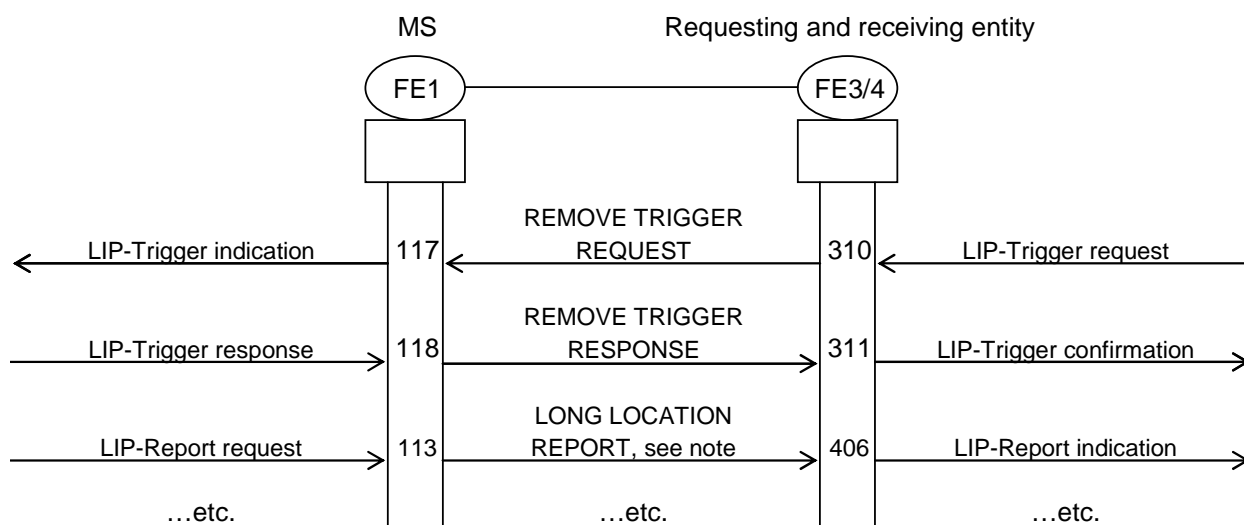 MS
Requesting and receiving entity
FE1
FE3/4
LIP-Trigger indication
117
REMOVE TRIGGER
REQUEST
310
LIP-Trigger request
LIP-Trigger response
118
REMOVE TRIGGER
RESPONSE
311
LIP-Trigger confirmation
LIP-Report request
113
LONG LOCATION
REPORT, see note
406
LIP-Report indication
…etc.
…etc.
…etc.